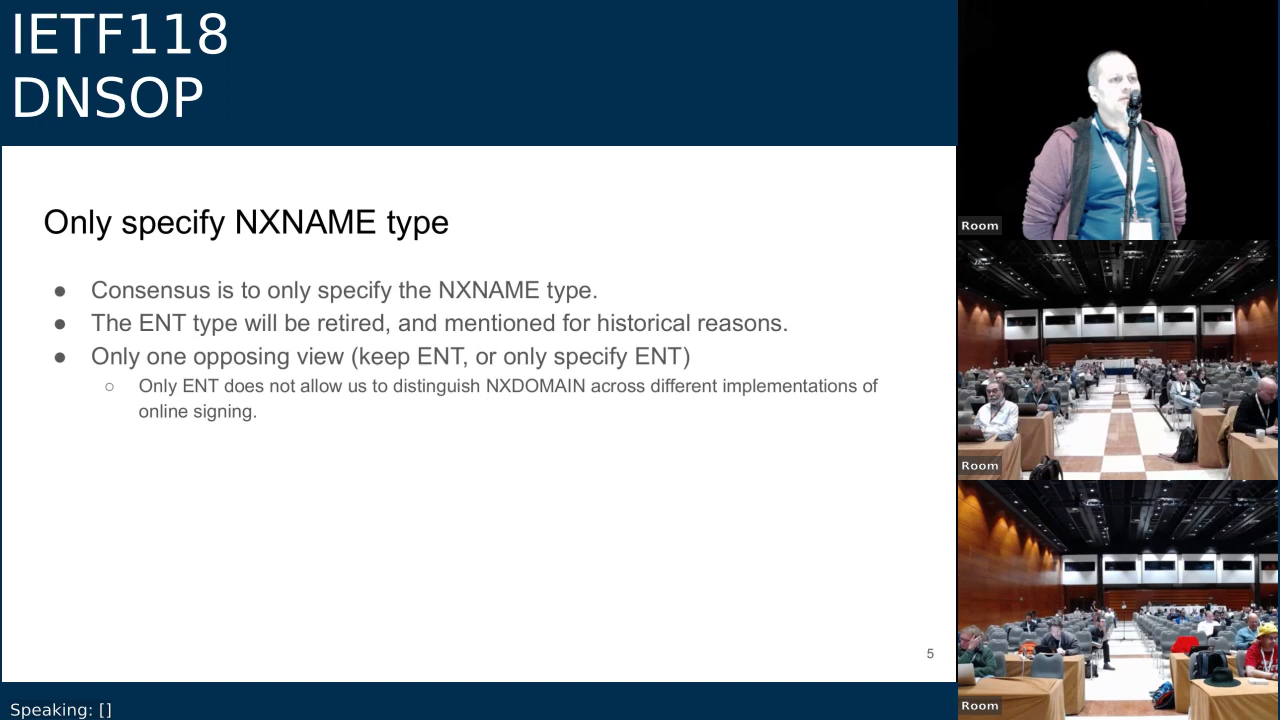 IETF118
DNSOP
Only specify NXNAME type
● Consensus is to only specify the NXNAME type.
● The ENT type will be retired, and mentioned for historical reasons.
● Only one opposing view (keep ENT, or only specify ENT)
○ Only ENT does not allow us to distinguish NXDOMAIN across different implementations of
online signing.
5
Speaking: []
Room
Room
Room